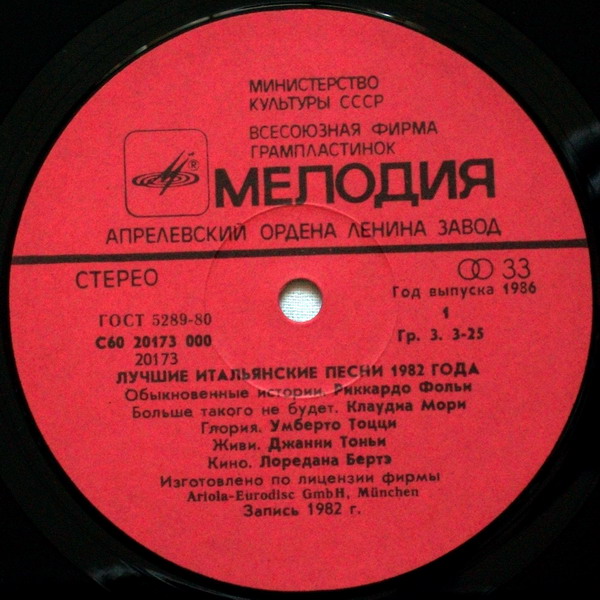 МИНИСТЕРСТВО
КУЛЬТУРЫ СССР
ВСЕСОЮЗНАЯ ФИРМА
ГРАМПЛАСТИНОК
®
МЕЛОДИЯ
АПРЕЛЕВСКИЙ ОРДЕНА ЛЕНИНА ЗАВОД
СТЕРЕО
33
Год выпуска 1986
ГОСТ 5289-80
1
С60 20173 000
Гр. 3. 3-25
20173
ЛУЧШИЕ ИТАЛЬЯНСКИЕ ПЕСНИ 1982 ГОДА
Обыкновенные истории. Риккардо Фольи
Больше такого не будет. Клаудиа Мори
Глория. Умберто Тоцци
Живи. Джанни Тоньи
Кино. Лоредана Бертэ
Изготовлено по лицензии фирмы
Ariola-Eurodisc GmbH, München
Запись 1982 г.